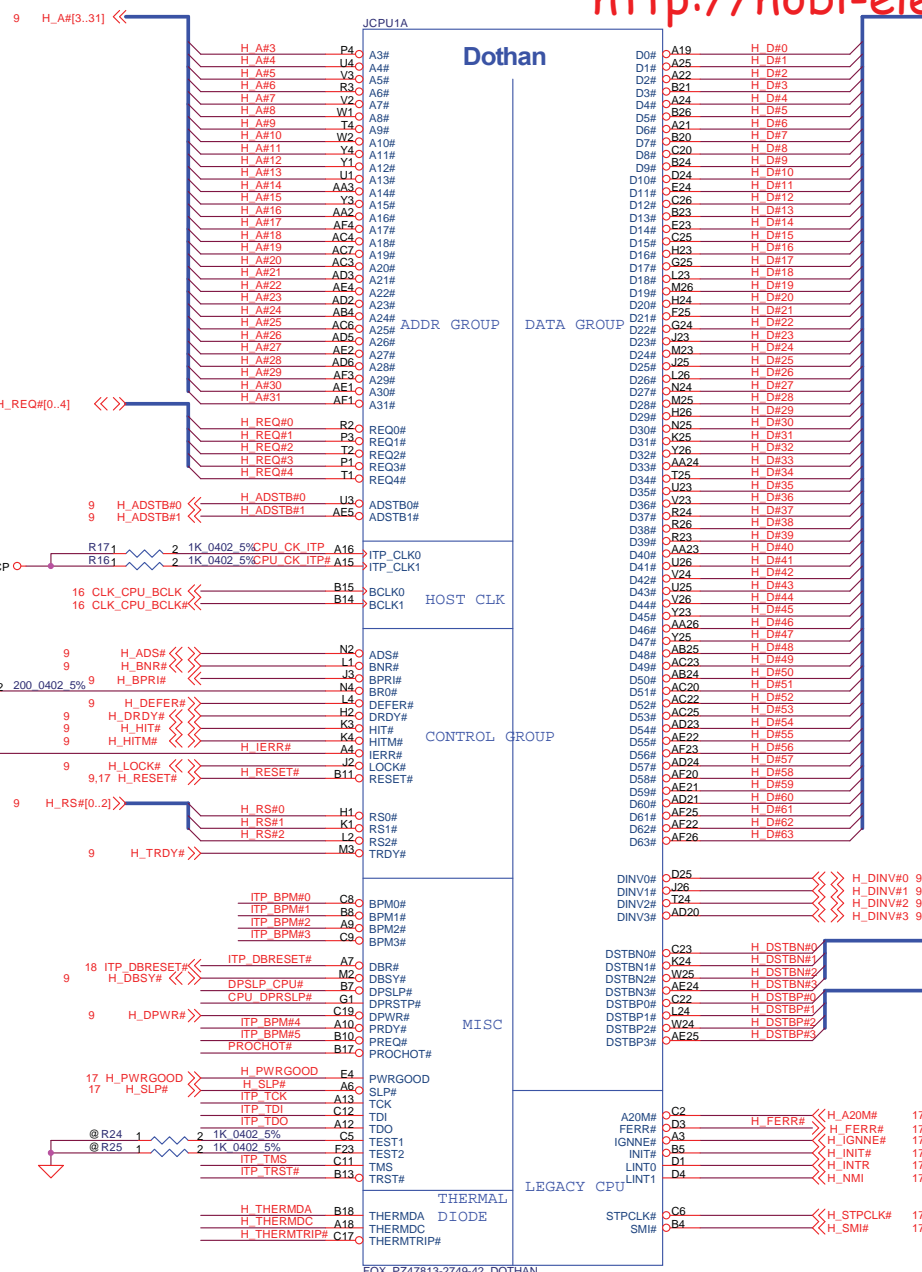 http://hobi-ele
JCPU1A
Dothan
9 H_A#[3..31]
H_A#3 P4 A3#
H_A#4 U4 A4#
H_A#5 V3 A5#
H_A#6 R3 A6#
H_A#7 V2 A7#
H_A#8 W1 A8#
H_A#9 T4 A9#
H_A#10 W2 A10#
H_A#11 Y4 A11#
H_A#12 Y1 A12#
H_A#13 U1 A13#
H_A#14 AA3 A14#
H_A#15 Y3 A15#
H_A#16 AA2 A16#
H_A#17 AF4 A17#
H_A#18 AC4 A18#
H_A#19 AC7 A19#
H_A#20 AC3 A20#
H_A#21 AD3 A21#
H_A#22 AE4 A22#
H_A#23 AD2 A23#
H_A#24 AB4 A24#
H_A#25 AC6 A25#
H_A#26 AD5 A26#
H_A#27 AE2 A27#
H_A#28 AD6 A28#
H_A#29 AF3 A29#
H_A#30 AE1 A30#
H_A#31 AF1 A31#
ADDR GROUP
DATA GROUP
H_REQ#[0..4]
H_REQ#0 R2 REQ0#
H_REQ#1 P3 REQ1#
H_REQ#2 T2 REQ2#
H_REQ#3 P1 REQ3#
H_REQ#4 T1 REQ4#
9 H_ADSTB#0 H_ADSTB#0 U3 ADSTB0#
9 H_ADSTB#1 H_ADSTB#1 AE5 ADSTB1#
R17 1 2 1K_0402_5% CPU_CK_ITP A16 ITP_CLK0
R16 1 2 1K_0402_5% CPU_CK_ITP# A15 ITP_CLK1
CP
16 CLK_CPU_BCLK B15 BCLK0
16 CLK_CPU_BCLK# B14 BCLK1
HOST CLK
9 H_ADS# N2 ADS#
9 H_BNR# L1 BNR#
9 H_BPRI# J3 BPRI#
2 200_0402_5% N4 BR0#
9 H_DEFER# L4 DEFER#
9 H_DRDY# H2 DRDY#
9 H_HIT# K3 HIT#
9 H_HITM# K4 HITM#
H_IERR# A4 IERR#
9 H_LOCK# J2 LOCK#
9,17 H_RESET# H_RESET# B11 RESET#
CONTROL GROUP
9 H_RS#[0..2]
H_RS#0 H1 RS0#
H_RS#1 K1 RS1#
H_RS#2 L2 RS2#
9 H_TRDY# M3 TRDY#
ITP_BPM#0 C8 BPM0#
ITP_BPM#1 B8 BPM1#
ITP_BPM#2 A9 BPM2#
ITP_BPM#3 C9 BPM3#
18 ITP_DBRESET# ITP_DBRESET# A7 DBR#
9 H_DBSY# M2 DBSY#
DPSLP_CPU# B7 DPSLP#
CPU_DPRSLP# G1 DPRSTP#
9 H_DPWR# C19 DPWR#
ITP_BPM#4 A10 PRDY#
ITP_BPM#5 B10 PREQ#
PROCHOT# B17 PROCHOT#
MISC
17 H_PWRGOOD H_PWRGOOD E4 PWRGOOD
17 H_SLP# H_SLP# A6 SLP#
ITP_TCK A13 TCK
ITP_TDI C12 TDI
ITP_TDO A12 TDO
@ R24 1 2 1K_0402_5% C5 TEST1
@ R25 1 2 1K_0402_5% F23 TEST2
ITP_TMS C11 TMS
ITP_TRST# B13 TRST#
H_THERMDA B18 THERMDA
H_THERMDC A18 THERMDC
H_THERMTRIP# C17 THERMTRIP#
THERMAL
DIODE
LEGACY CPU
D0# A19 H_D#0
D1# A25 H_D#1
D2# A22 H_D#2
D3# B21 H_D#3
D4# A24 H_D#4
D5# B26 H_D#5
D6# A21 H_D#6
D7# B20 H_D#7
D8# C20 H_D#8
D9# B24 H_D#9
D10# D24 H_D#10
D11# E24 H_D#11
D12# C26 H_D#12
D13# B23 H_D#13
D14# E23 H_D#14
D15# C25 H_D#15
D16# H23 H_D#16
D17# G25 H_D#17
D18# L23 H_D#18
D19# M26 H_D#19
D20# H24 H_D#20
D21# F25 H_D#21
D22# G24 H_D#22
D23# J23 H_D#23
D24# M23 H_D#24
D25# J25 H_D#25
D26# L26 H_D#26
D27# N24 H_D#27
D28# M25 H_D#28
D29# H26 H_D#29
D30# N25 H_D#30
D31# K25 H_D#31
D32# Y26 H_D#32
D33# AA24 H_D#33
D34# T25 H_D#34
D35# U23 H_D#35
D36# V23 H_D#36
D37# R24 H_D#37
D38# R26 H_D#38
D39# R23 H_D#39
D40# AA23 H_D#40
D41# U26 H_D#41
D42# V24 H_D#42
D43# U25 H_D#43
D44# V26 H_D#44
D45# Y23 H_D#45
D46# AA26 H_D#46
D47# Y25 H_D#47
D48# AB25 H_D#48
D49# AC23 H_D#49
D50# AB24 H_D#50
D51# AC20 H_D#51
D52# AC22 H_D#52
D53# AC25 H_D#53
D54# AD23 H_D#54
D55# AE22 H_D#55
D56# AF23 H_D#56
D57# AD24 H_D#57
D58# AF20 H_D#58
D59# AE21 H_D#59
D60# AD21 H_D#60
D61# AF25 H_D#61
D62# AF22 H_D#62
D63# AF26 H_D#63
DINV0# D25 H_DINV#0 9
DINV1# J26 H_DINV#1 9
DINV2# T24 H_DINV#2 9
DINV3# AD20 H_DINV#3 9
DSTBN0# C23 H_DSTBN#0
DSTBN1# K24 H_DSTBN#1
DSTBN2# W25 H_DSTBN#2
DSTBN3# AE24 H_DSTBN#3
DSTBP0# C22 H_DSTBP#0
DSTBP1# L24 H_DSTBP#1
DSTBP2# W24 H_DSTBP#2
DSTBP3# AE25 H_DSTBP#3
A20M# C2 H_A20M# 17
FERR# D3 H_FERR# H_FERR# 17
IGNNE# A3 H_IGNNE# 17
INIT# B5 H_INIT# 17
LINT0 D1 H_INTR 17
LINT1 D4 H_NMI 17
STPCLK# C6 H_STPCLK# 17
SMI# B4 H_SMI# 17
FOX_PZ47813-2749-42_DOTHAN